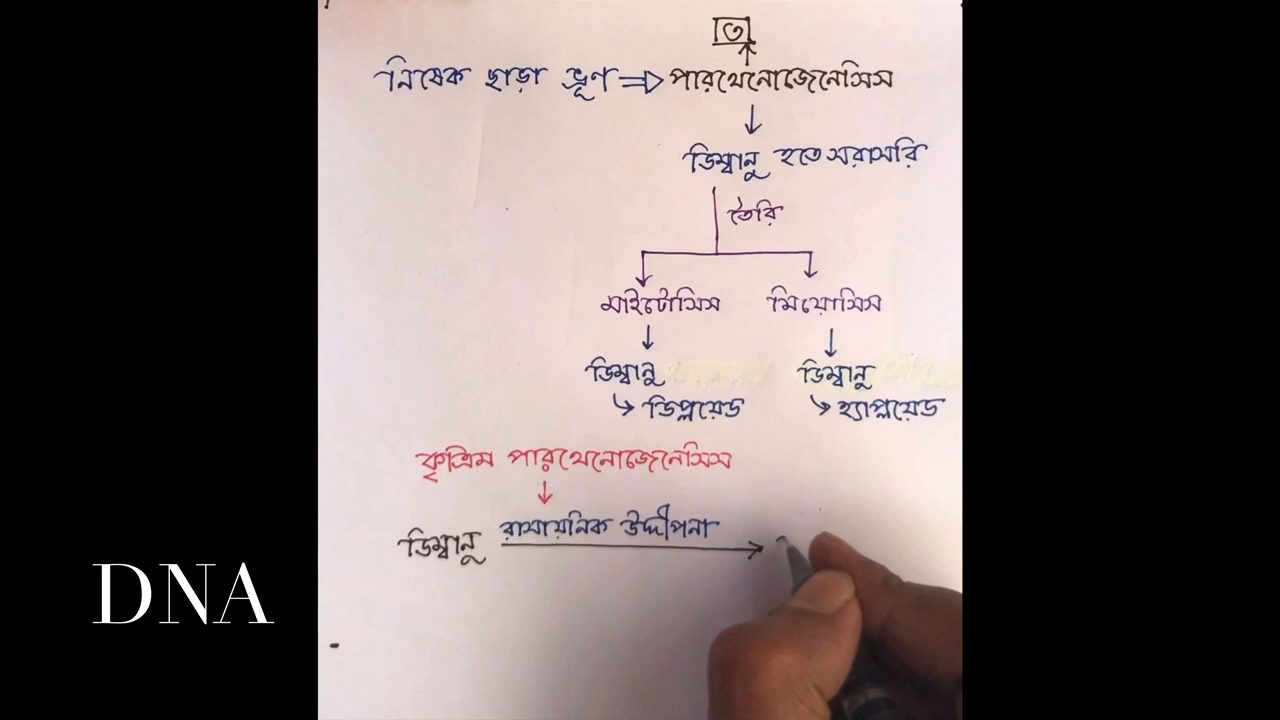 ত
নিষেক ছাড়া ভ্রূণ ⇒ পারথেনোজেনেসিস
ডিম্বানু হতে সরাসরি
তৈরি
মাইটোসিস মিয়োসিস
ডিম্বানু ডিম্বানু
ডিপ্লয়েড হ্যাপ্লয়েড
কৃত্রিম পারথেনোজেনেসিস
ডিম্বানু রাসায়নিক উদ্দীপনা
DNA